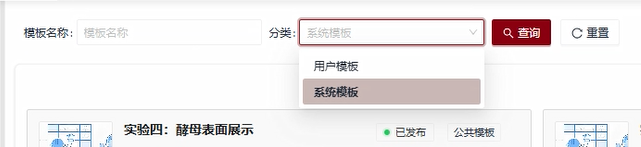 模板名称： 模板名称 分类： 系统模板 查询 重置
用户模板
系统模板
实验四：酵母表面展示 已发布 公共模板